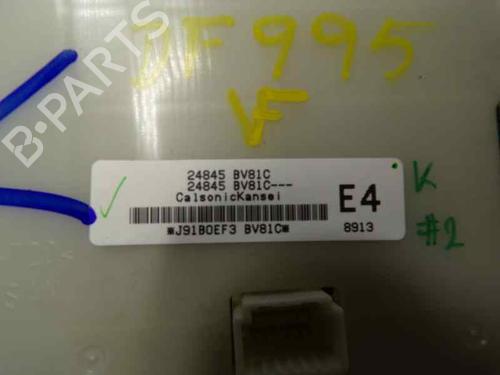 DF995
VF
B-PARTS
24845 BV81C
24845 BV81C---
CalsonicKansei
E4
*J91B0EF3 BV81C*
8913
K
#2